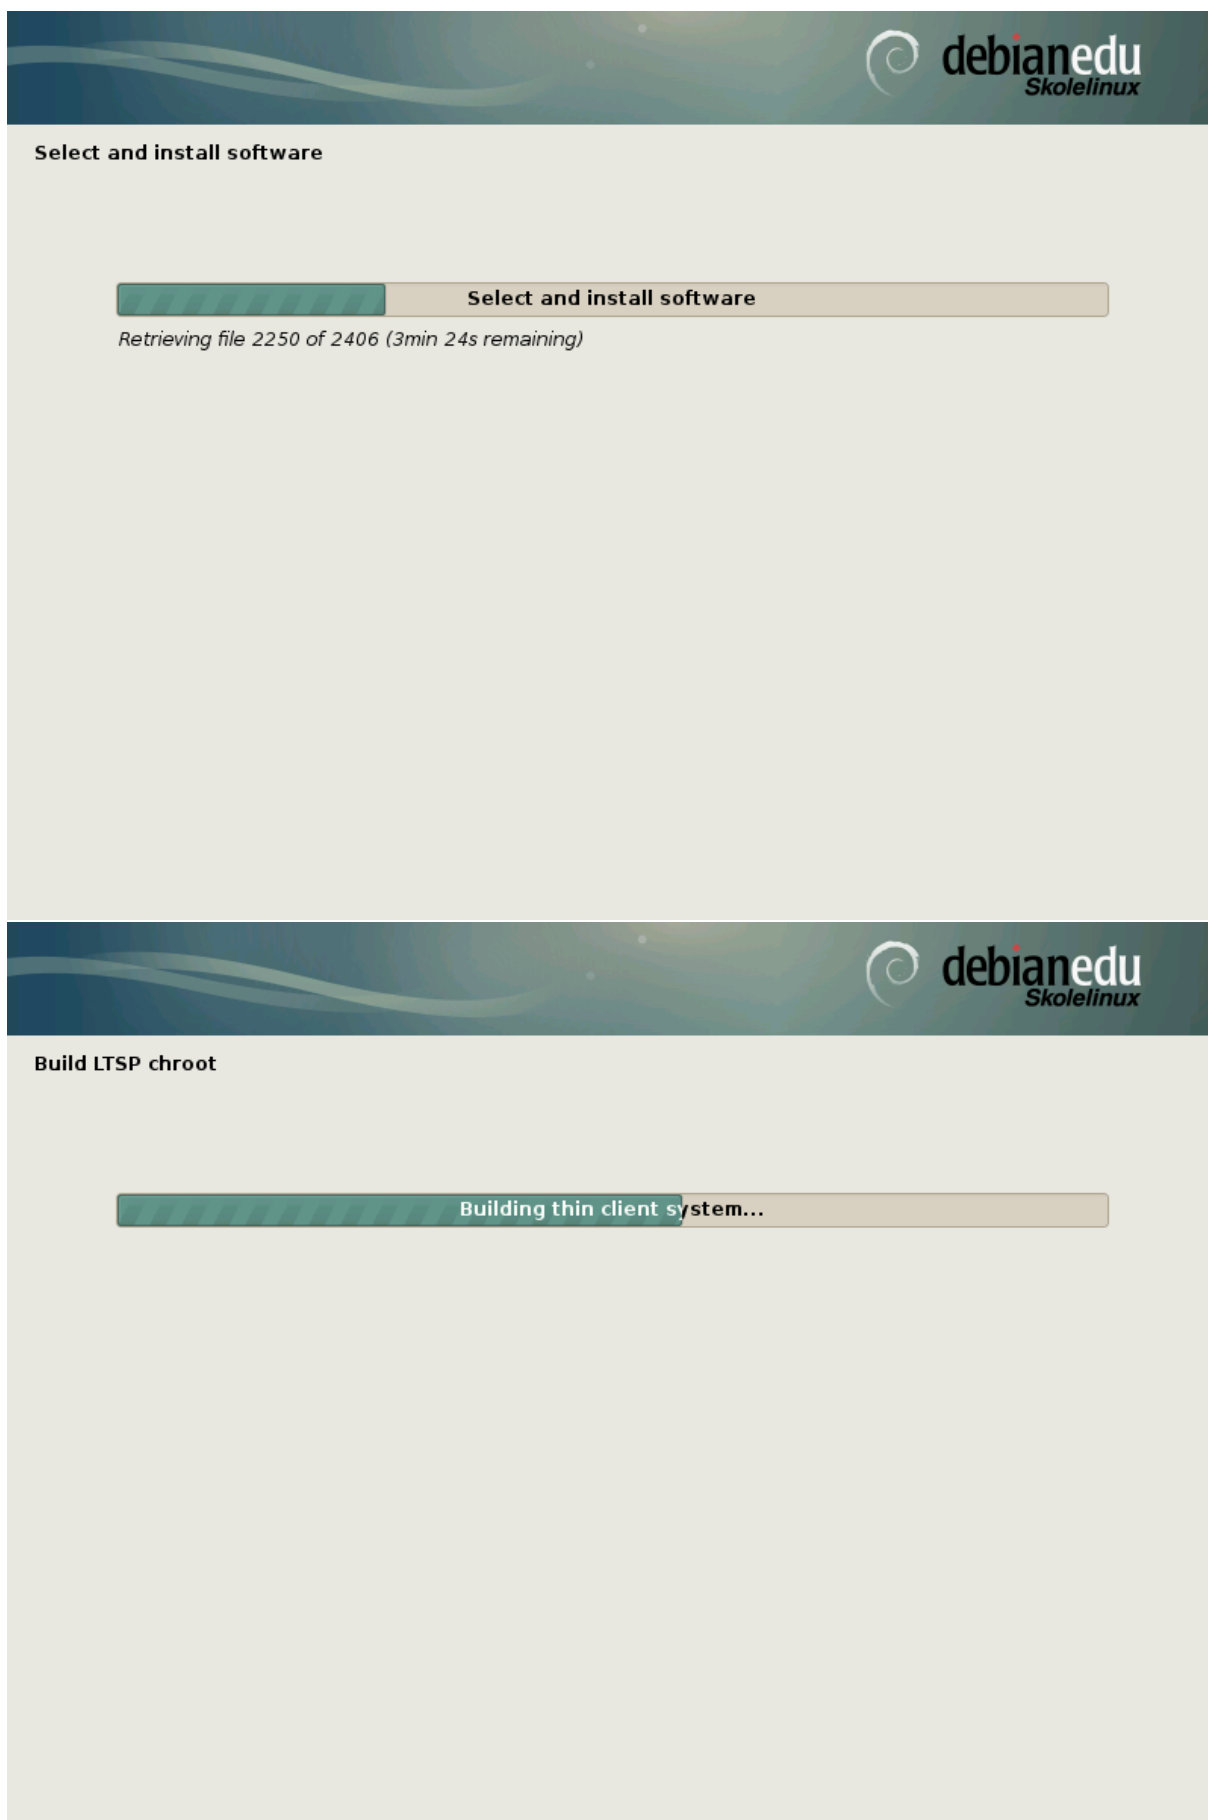 debianedu
Skolelinux
Select and install software
Select and install software
Retrieving file 2250 of 2406 (3min 24s remaining)
debianedu
Skolelinux
Build LTSP chroot
Building thin client system...